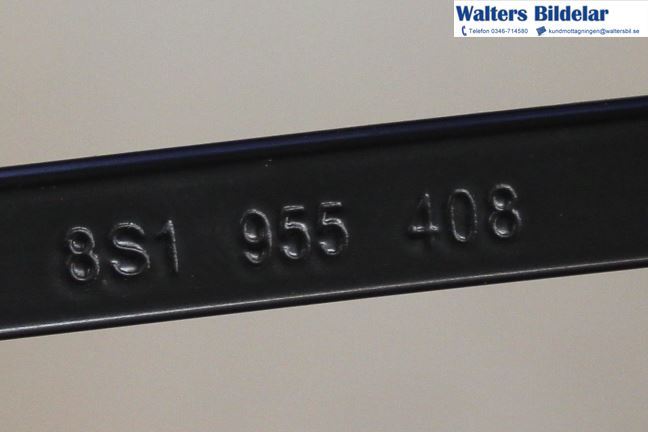 Walters Bildelar
Telefon 0346-714580 kundmottagningen@waltersbil.se
8S1 955 408